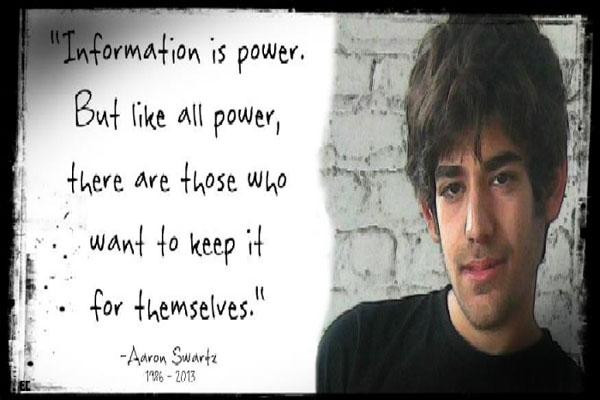 "Information is power.
But like all power,
there are those who
want to keep it
for themselves."
-Aaron Swartz
1986 - 2013